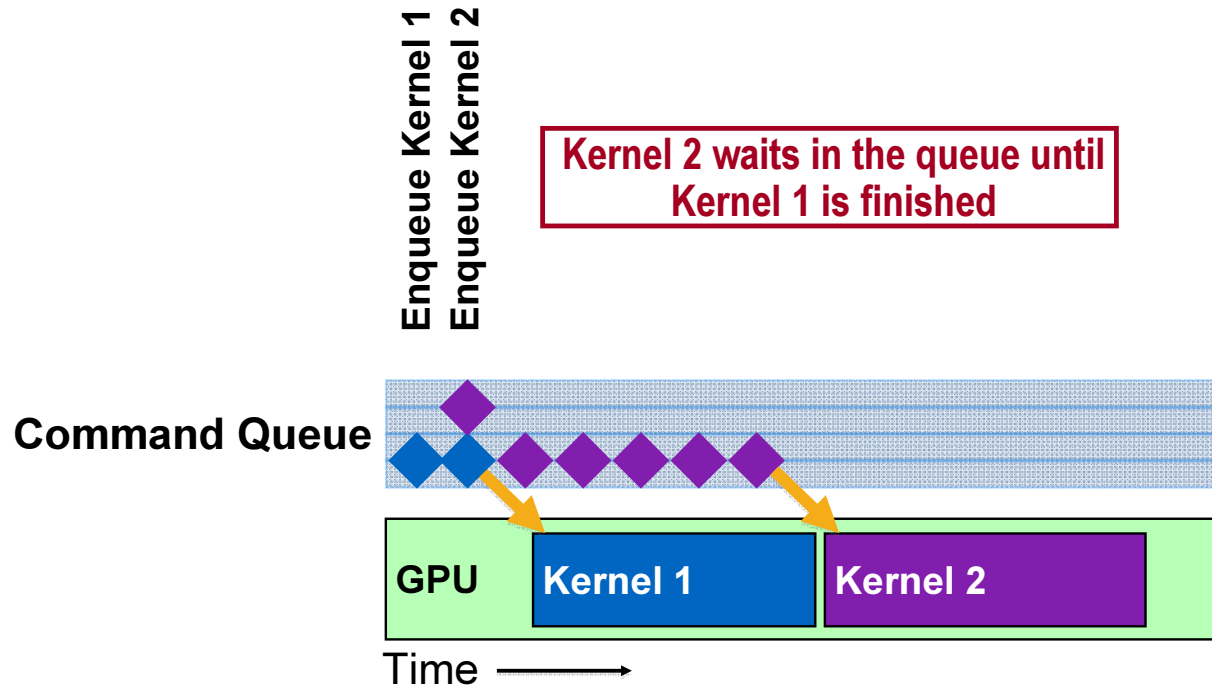 Enqueue Kernel 1
Enqueue Kernel 2
Kernel 2 waits in the queue until
Kernel 1 is finished
Command Queue
GPU
Kernel 1
Kernel 2
Time